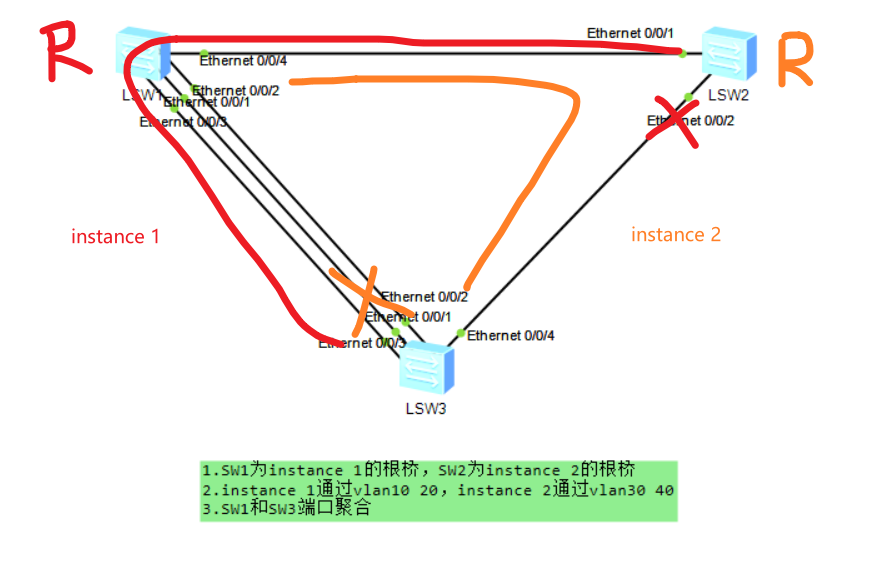 R
Ethernet 0/0/1
R
Ethernet 0/0/4
LSW1
Ethernet 0/0/2
LSW2
Ethernet 0/0/1
Ethernet 0/0/3
Ethernet 0/0/2
instance 1
instance 2
Ethernet 0/0/2
Ethernet 0/0/1
Ethernet 0/0/3
Ethernet 0/0/4
LSW3
1.SW1为instance 1的根桥，SW2为instance 2的根桥
2.instance 1通过vlan10 20，instance 2通过vlan30 40
3.SW1和SW3端口聚合